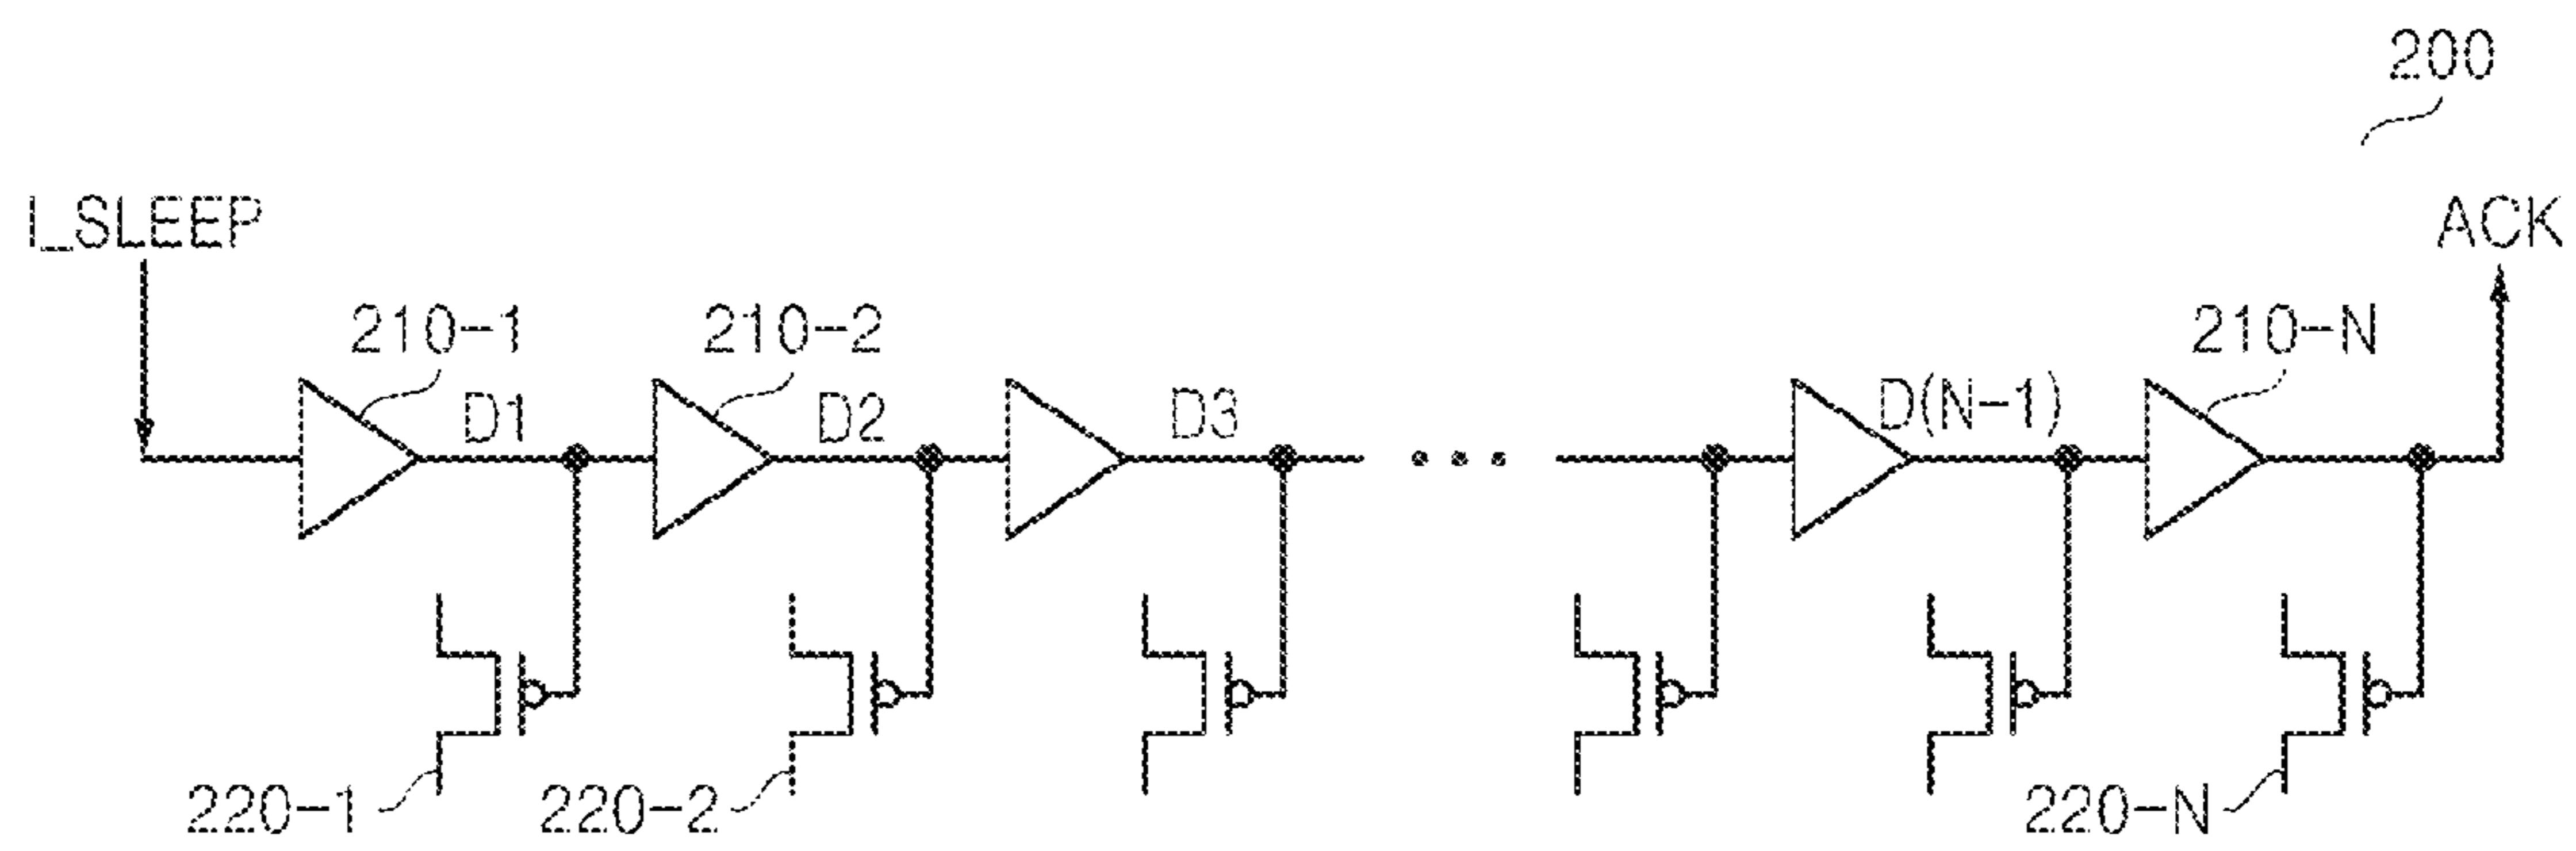 200
I_SLEEP ACK
210-1 210-2 210-N
D1 D2 D3 D(N-1)
220-1 220-2 220-N